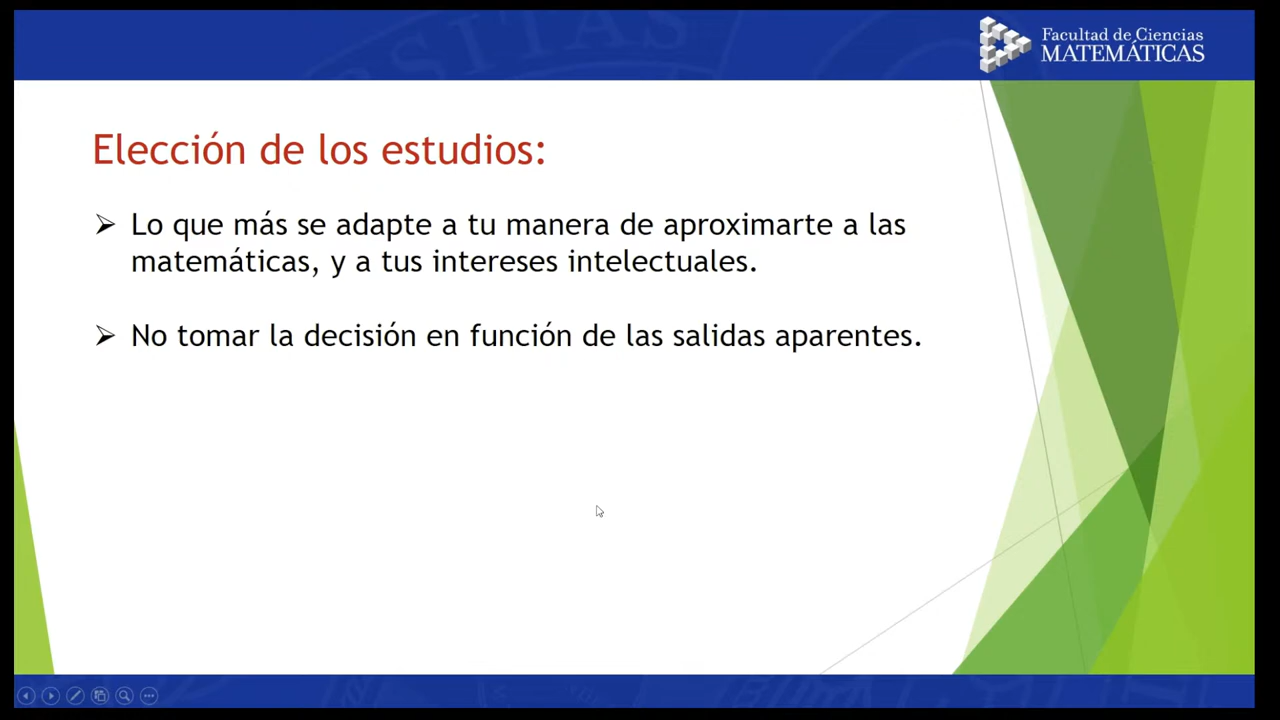 Facultad de Ciencias
MATEMÁTICAS
Elección de los estudios:
Lo que más se adapte a tu manera de aproximarte a las
matemáticas, y a tus intereses intelectuales.
No tomar la decisión en función de las salidas aparentes.